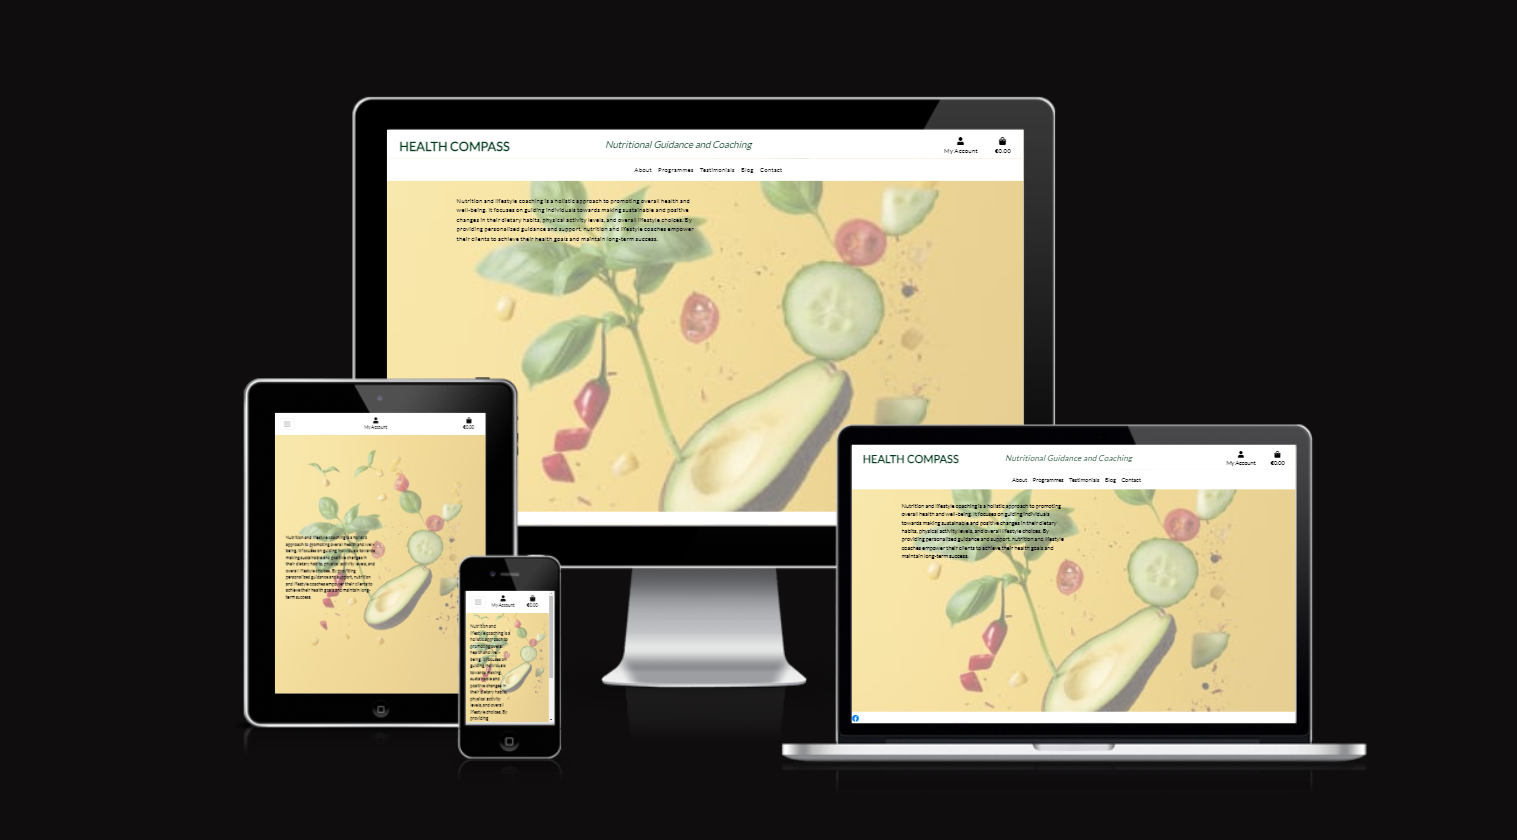 HEALTH COMPASS
Nutritional Guidance and Coaching
My Account
€0.00
About Programmes Testimonials Blog Contact
Nutrition and lifestyle coaching is a holistic approach to promoting overall health and
well-being. It focuses on guiding individuals towards making sustainable and positive
changes in their dietary habits, physical activity levels, and overall lifestyle choices. By
providing personalized guidance and support, nutrition and lifestyle coaches empower
their clients to achieve their health goals and maintain long-term success.
My Account
€0.00
Nutrition and lifestyle coaching is a holistic
approach to promoting overall health and well-
being. It focuses on guiding individuals towards
making sustainable and positive changes in
their dietary habits, physical activity levels, and
overall lifestyle choices. By providing
personalized guidance and support, nutrition
and lifestyle coaches empower their clients to
achieve their health goals and maintain long-
term success.
My Account
€0.00
Nutrition and
lifestyle coaching is a
holistic approach to
promoting overall
health and well-
being. It focuses on
guiding individuals
towards making
sustainable and
positive changes in
their dietary habits,
physical activity
levels, and overall
lifestyle choices. By
providing
HEALTH COMPASS
Nutritional Guidance and Coaching
My Account
€0.00
About Programmes Testimonials Blog Contact
Nutrition and lifestyle coaching is a holistic approach to promoting
overall health and well-being. It focuses on guiding individuals
towards making sustainable and positive changes in their dietary
habits, physical activity levels, and overall lifestyle choices. By
providing personalized guidance and support, nutrition and lifestyle
coaches empower their clients to achieve their health goals and
maintain long-term success.